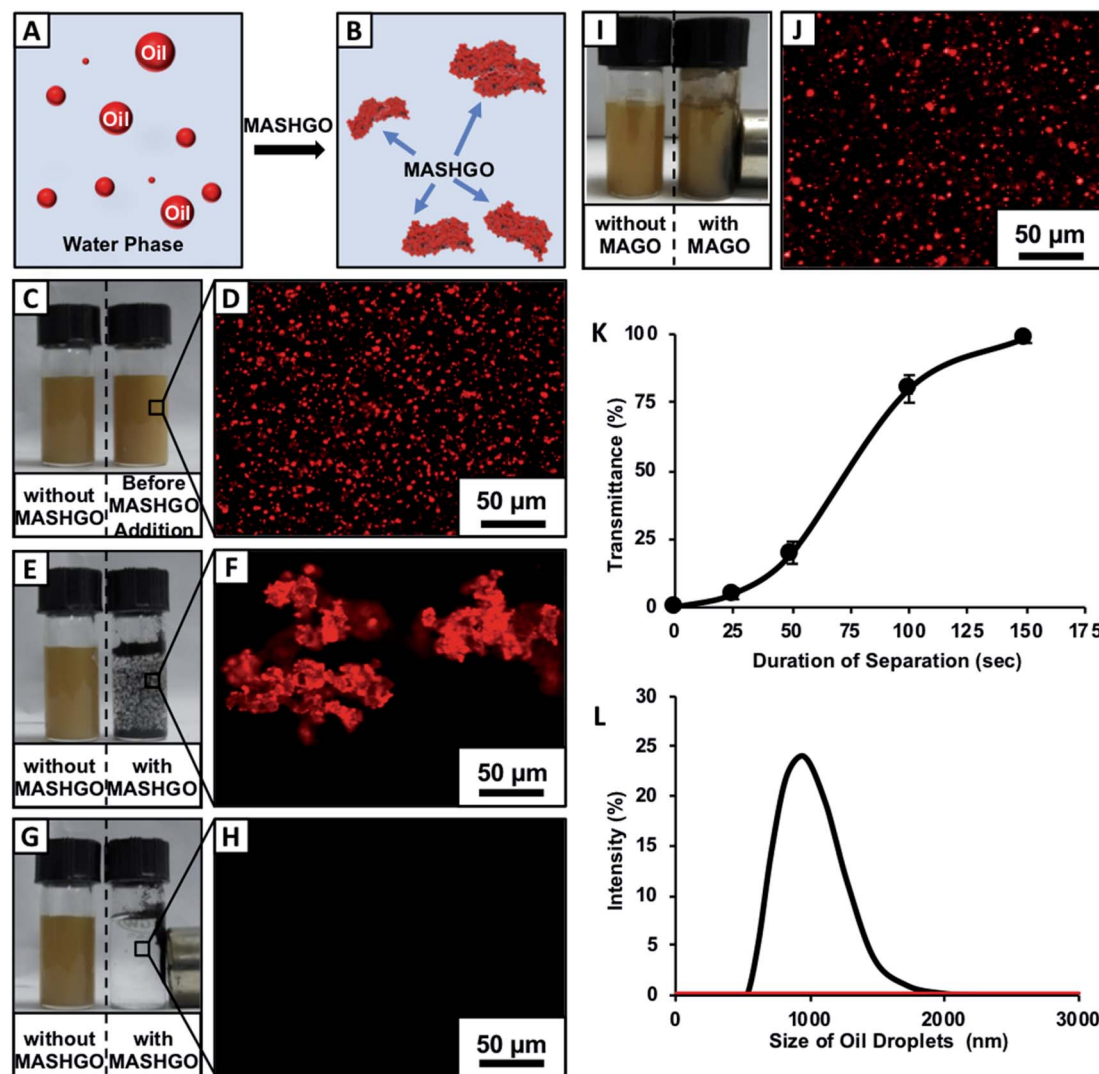 A
Oil
Oil
Oil
Water Phase
MASHGO
B
MASHGO
I
without
MAGO
with
MAGO
J
50 µm
C
without
MASHGO
Before
MASHGO
Addition
D
50 µm
E
without
MASHGO
with
MASHGO
F
50 µm
G
without
MASHGO
with
MASHGO
H
50 µm
K
Transmittance (%)
100
75
50
25
0
0 25 50 75 100 125 150 175
Duration of Separation (sec)
L
Intensity (%)
30
25
20
15
10
5
0
0 1000 2000 3000
Size of Oil Droplets (nm)